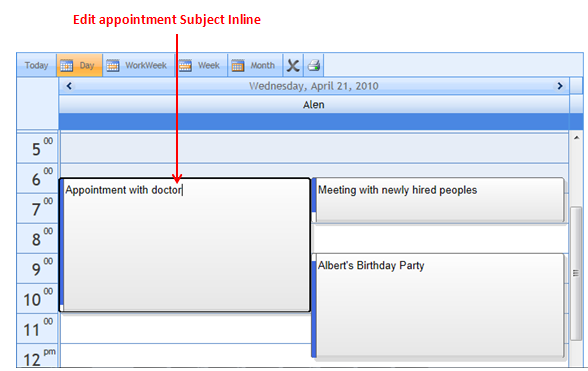 Edit appointment Subject Inline
Today Day WorkWeek Week Month
Wednesday, April 21, 2010
Alen
5 00
6 00
Appointment with doctor Meeting with newly hired peoples
7 00
8 00
9 00
Albert's Birthday Party
10 00
11 00
12 pm